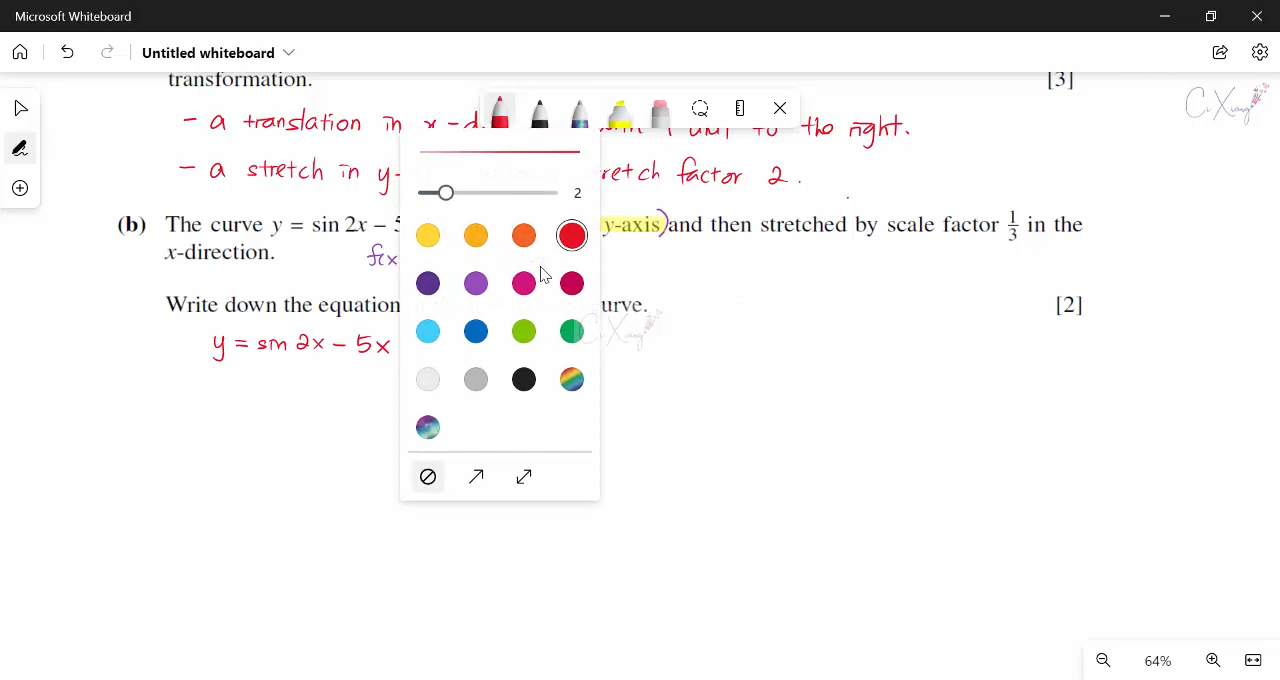 Microsoft Whiteboard
Untitled whiteboard
transformation. [3]
- a translation in x-d to the right.
- a stretch in y- retch factor 2.
2
(b) The curve y = sin 2x – 5 y-axis) and then stretched by scale factor 1/3 in the
x-direction.
f(x
Write down the equation urve. [2]
y = sin 2x - 5x
64%